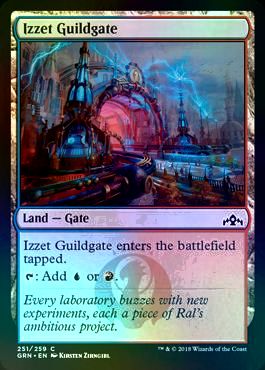 Izzet Guildgate
Land — Gate
Izzet Guildgate enters the battlefield
tapped.
: Add or .
Every laboratory buzzes with new
experiments, each a piece of Ral's
ambitious project.
251/259 C
GRN • EN KIRSTEN ZIRNGIBL
™ & © 2018 Wizards of the Coast